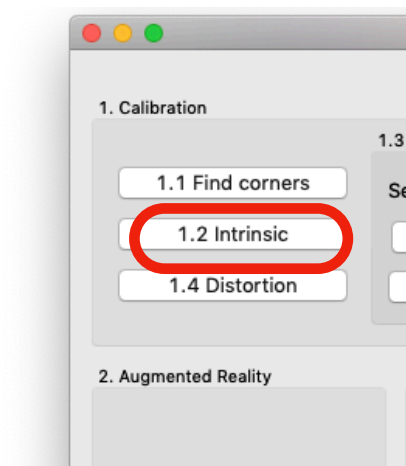 1. Calibration
1.3
1.1 Find corners
Se
1.2 Intrinsic
1.4 Distortion
2. Augmented Reality